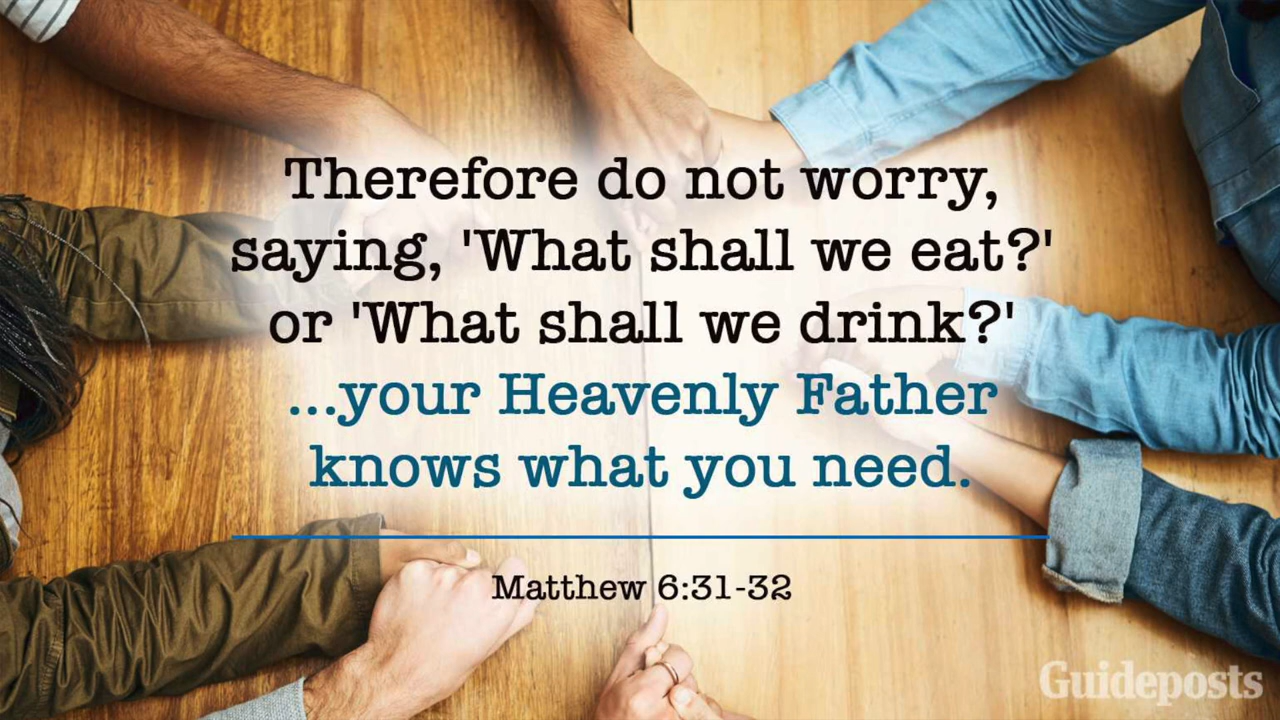 Therefore do not worry,
saying, 'What shall we eat?'
or 'What shall we drink?'
...your Heavenly Father
knows what you need.
Matthew 6:31-32
Guideposts